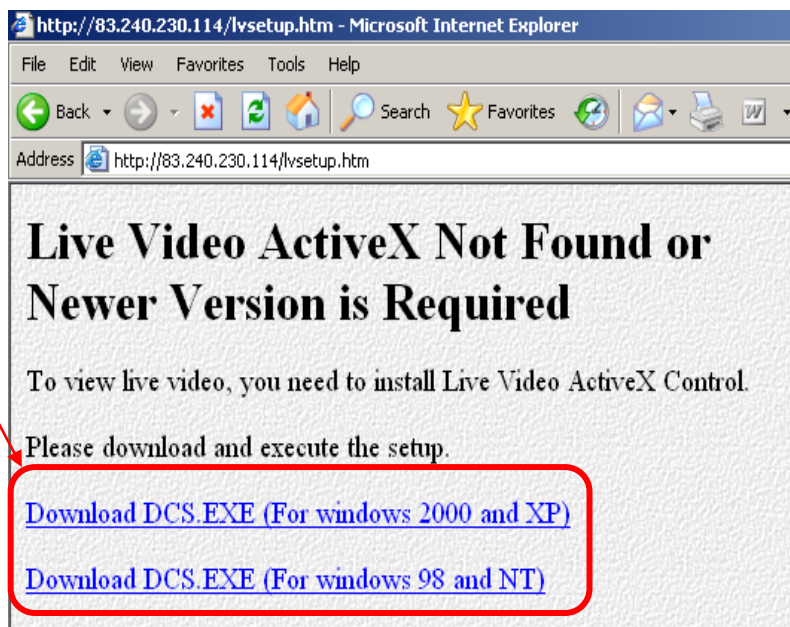 http://83.240.230.114/lvsetup.htm - Microsoft Internet Explorer
File Edit View Favorites Tools Help
Back Search Favorites
Address http://83.240.230.114/lvsetup.htm
Live Video ActiveX Not Found or
Newer Version is Required
To view live video, you need to install Live Video ActiveX Control.
Please download and execute the setup.
Download DCS.EXE (For windows 2000 and XP)
Download DCS.EXE (For windows 98 and NT)